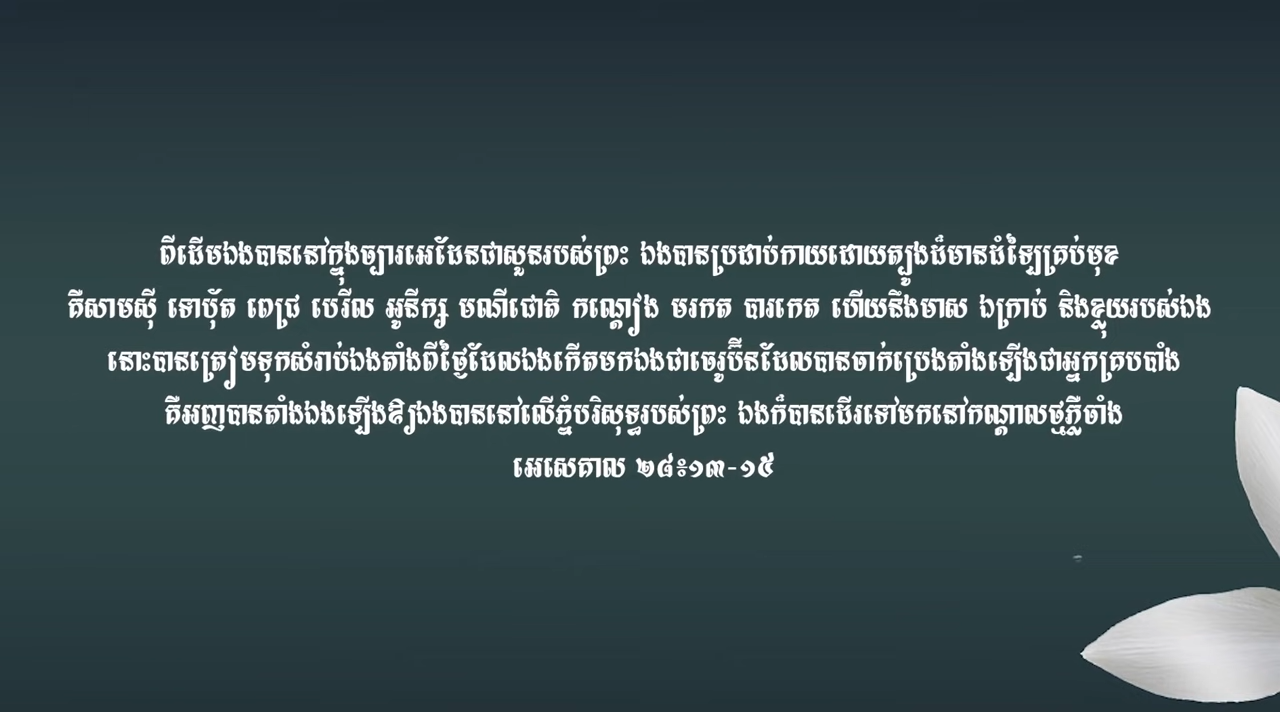 ពីដើមឯងបាននៅក្នុងច្បារអេដែនជាសួនរបស់ព្រះ ឯងបានប្រដាប់កាយដោយត្បូងដ៏មានដំឡៃគ្រប់មុខ
គឺសាមស៊ី ទោប៉័ត ពេជ្រ បេរីល អូនីក្ស មណីជោតិ កណ្តៀង មរកត បារកេត ហើយនឹងមាស ឯក្រាប់ និងខ្លុយរបស់ឯង
នោះបានត្រៀមទុកសំរាប់ឯងតាំងពីថ្ងៃដែលឯងកើតមកឯងជាចេរូប៊ីនដែលបានចាក់ប្រេងតាំងឡើងជាអ្នកគ្របបាំង
គឺអញបានតាំងឯងឡើងឱ្យឯងបាននៅលើភ្នំបរិសុទ្ធរបស់ព្រះ ឯងក៏បានដើរទៅមកនៅកណ្តាលថ្មភ្លឺចាំង
អេសេគាល ២៨៖១៣-១៥